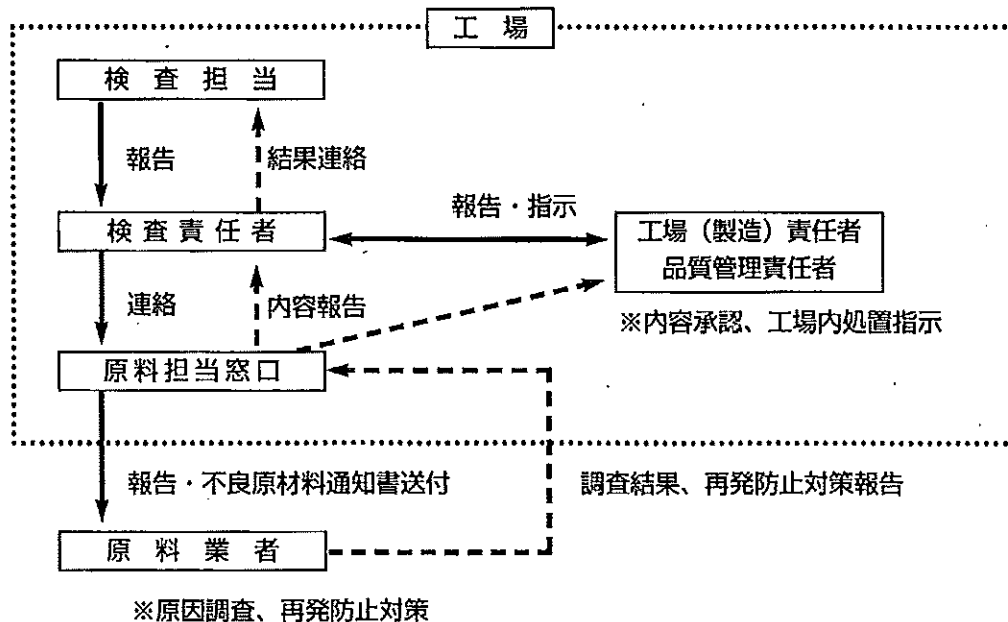 工場
検査担当
報告
結果連絡
報告・指示
検査責任者
工場（製造）責任者
品質管理責任者
連絡
内容報告
※内容承認、工場内処置指示
原料担当窓口
報告・不良原材料通知書送付
調査結果、再発防止対策報告
原料業者
※原因調査、再発防止対策